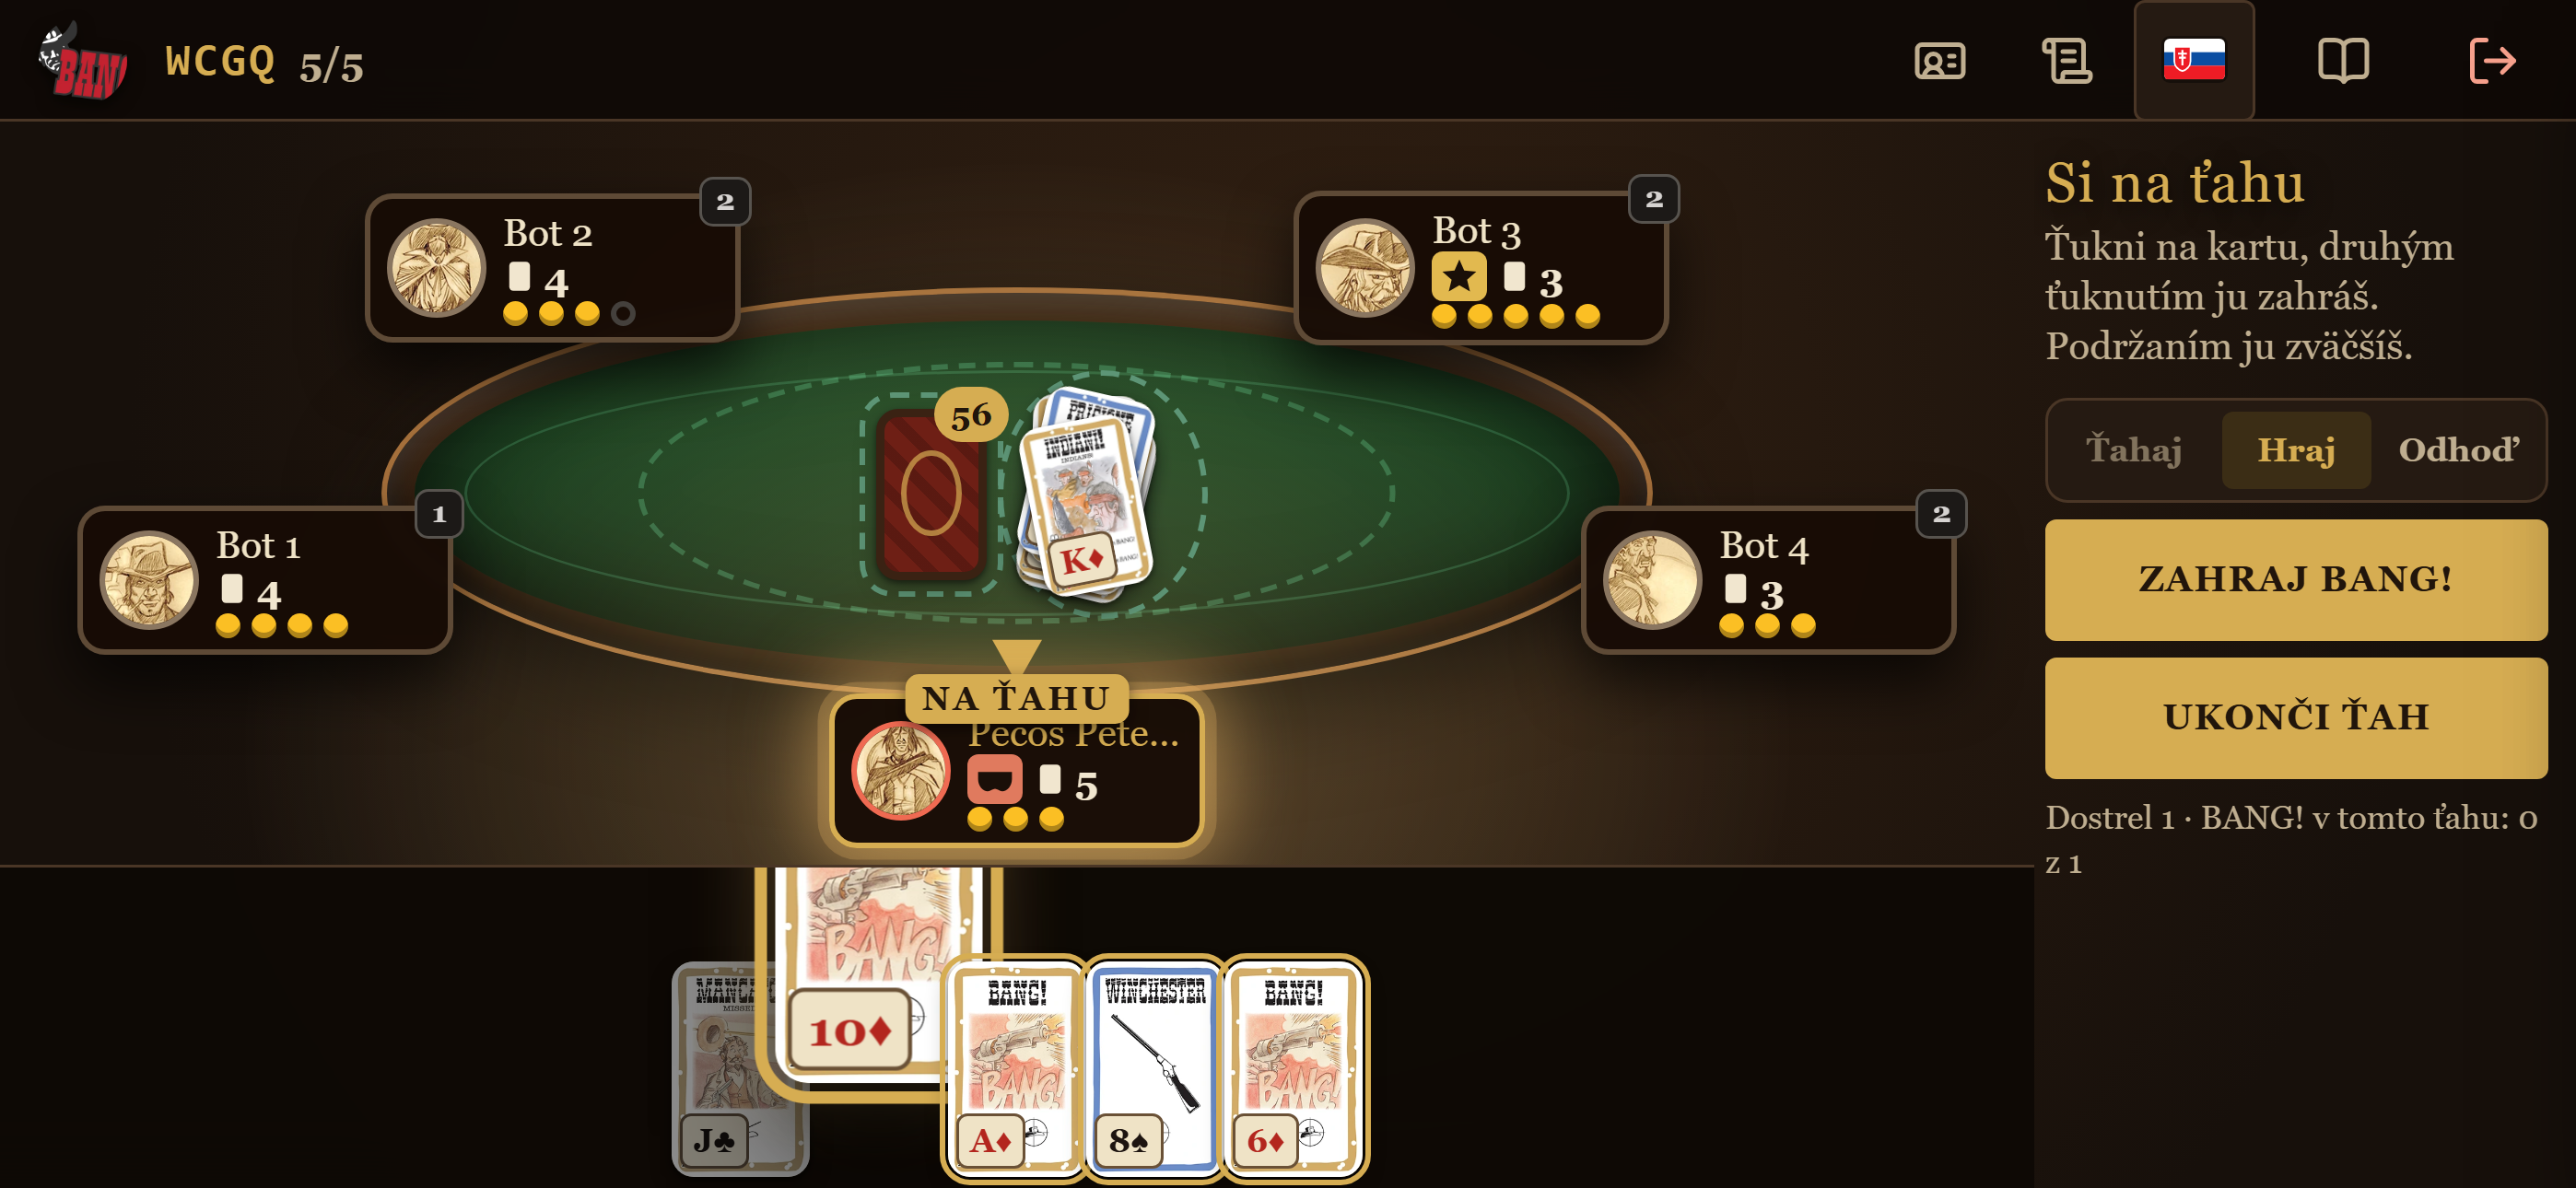 BANG!
WCGQ 5/5
Bot 2
4
2
Bot 3
3
2
Bot 1
4
1
Bot 4
3
2
56
INDIANI!
INDIANS!
K♦
NA ŤAHU
Pecos Pete...
5
Si na ťahu
Ťukni na kartu, druhým
ťuknutím ju zahráš.
Podržaním ju zväčšíš.
Ťahaj Hraj Odhoď
ZAHRAJ BANG!
UKONČI ŤAH
Dostrel 1 · BANG! v tomto ťahu: 0
z 1
J♣
BANG!
10♦
BANG!
BANG!
A♦
WINCHESTER
8♠
BANG!
BANG!
6♦